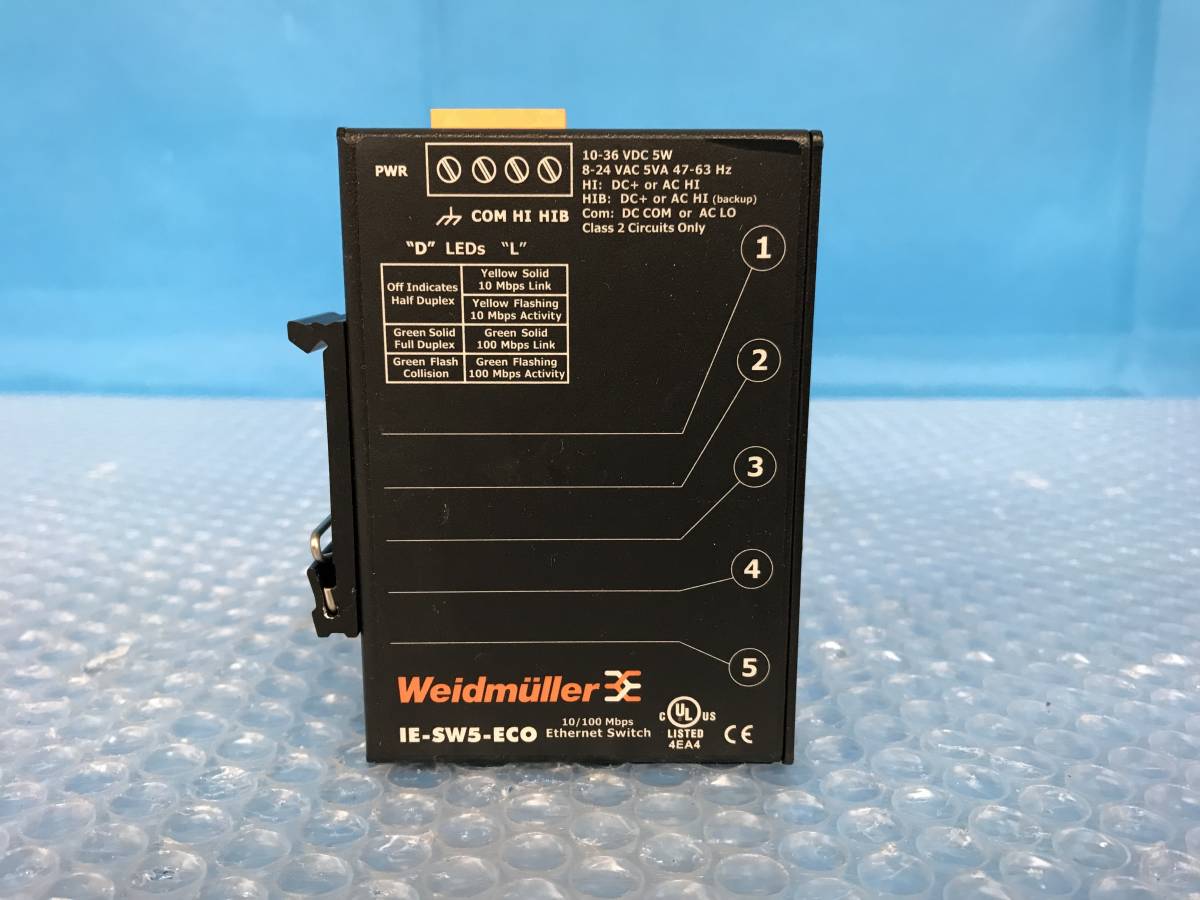 10-36 VDC 5W
8-24 VAC 5VA 47-63 Hz
HI: DC+ or AC HI
HIB: DC+ or AC HI (backup)
Com: DC COM or AC LO
Class 2 Circuits Only
PWR
COM HI HIB
"D" LEDs "L"
Off Indicates
Half Duplex
Yellow Solid
10 Mbps Link
Yellow Flashing
10 Mbps Activity
Green Solid
Full Duplex
Green Solid
100 Mbps Link
Green Flash
Collision
Green Flashing
100 Mbps Activity
1
2
3
4
5
Weidmüller
IE-SW5-ECO
10/100 Mbps
Ethernet Switch
C UL US
LISTED
4EA4
CE